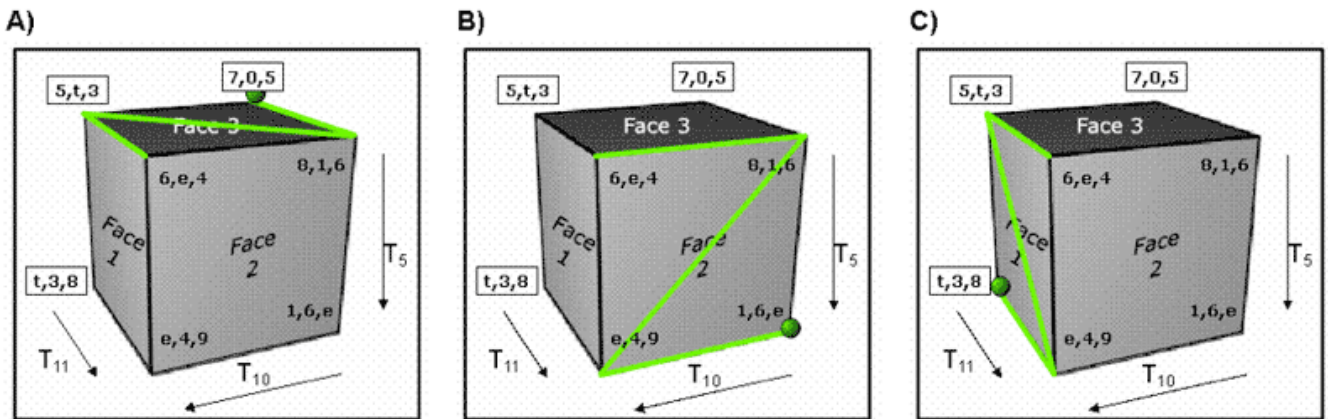 A)
5,t,3
7,0,5
Face 3
6,e,4
8,1,6
Face
1
Face
2
T5
t,3,8
1,6,e
e,4,9
T11
T10
B)
5,t,3
7,0,5
Face 3
6,e,4
8,1,6
Face
1
Face
2
T5
t,3,8
1,6,e
e,4,9
T11
T10
C)
5,t,3
7,0,5
Face 3
6,e,4
8,1,6
Face
1
Face
2
T5
t,3,8
1,6,e
e,4,9
T11
T10